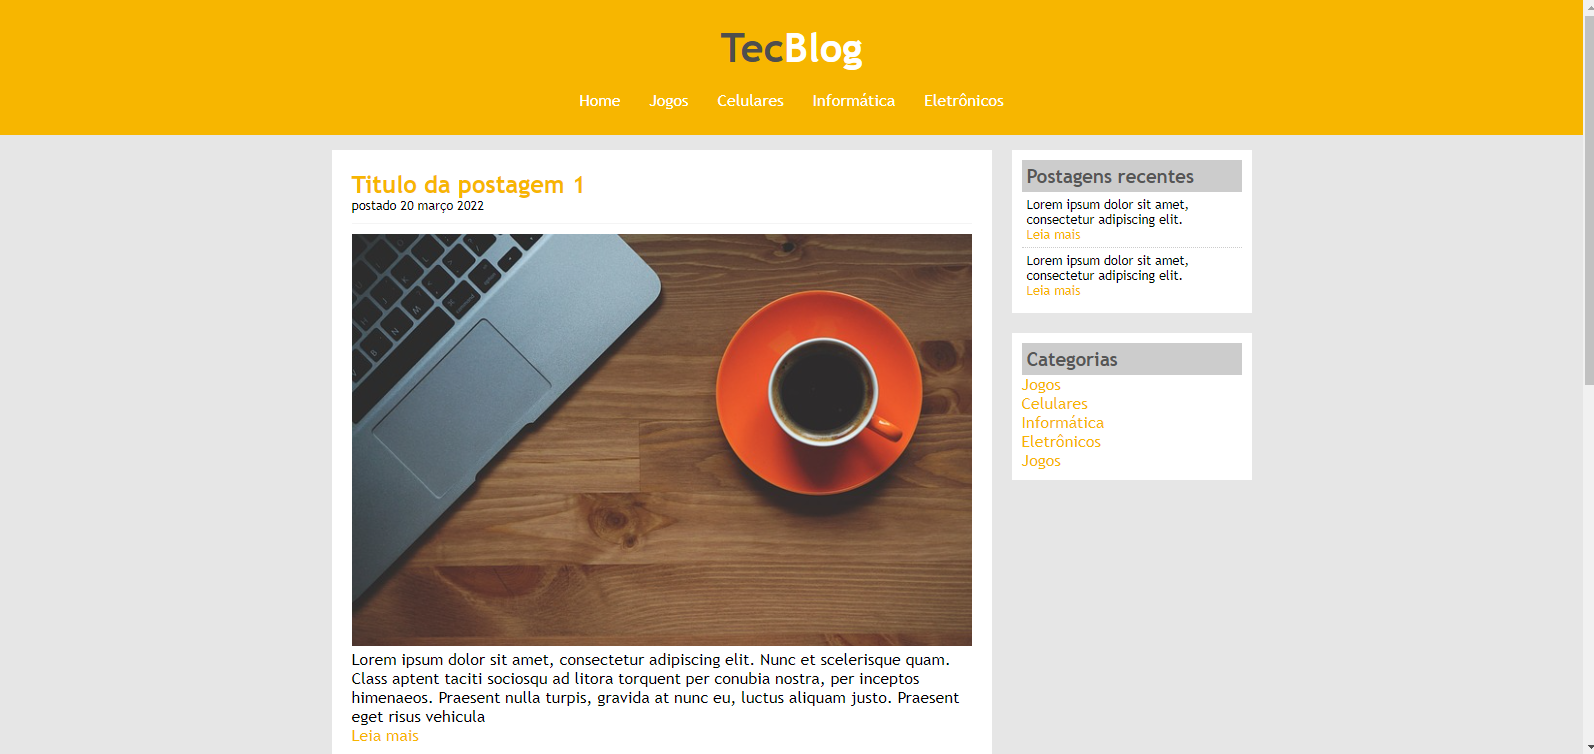 TecBlog
Home Jogos Celulares Informática Eletrônicos
Titulo da postagem 1
postado 20 março 2022
Lorem ipsum dolor sit amet, consectetur adipiscing elit. Nunc et scelerisque quam.
Class aptent taciti sociosqu ad litora torquent per conubia nostra, per inceptos
himenaeos. Praesent nulla turpis, gravida at nunc eu, luctus aliquam justo. Praesent
eget risus vehicula
Leia mais
Postagens recentes
Lorem ipsum dolor sit amet,
consectetur adipiscing elit.
Leia mais
Lorem ipsum dolor sit amet,
consectetur adipiscing elit.
Leia mais
Categorias
Jogos
Celulares
Informática
Eletrônicos
Jogos